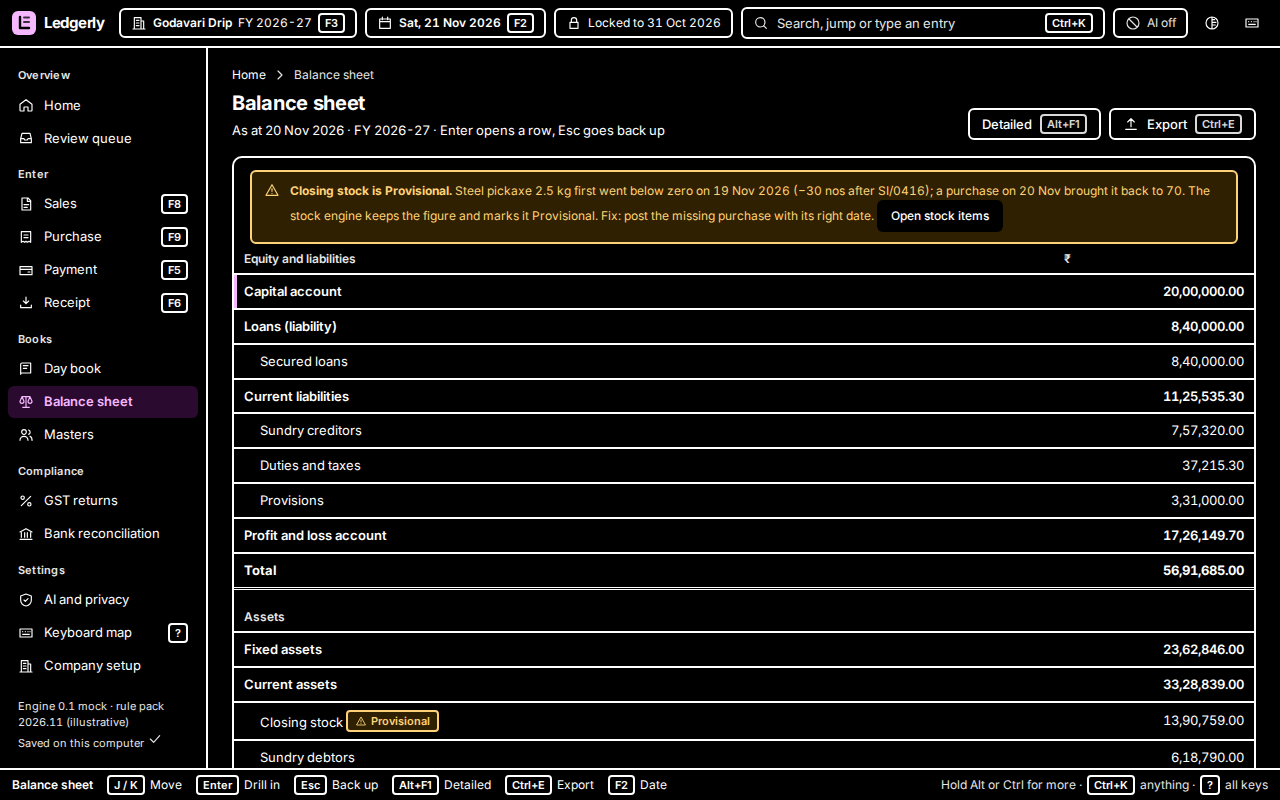 Ledgerly
Godavari Drip FY 2026-27 F3
Sat, 21 Nov 2026 F2
Locked to 31 Oct 2026
Search, jump or type an entry Ctrl+K
AI off
Overview
Home
Review queue
Enter
Sales F8
Purchase F9
Payment F5
Receipt F6
Books
Day book
Balance sheet
Masters
Compliance
GST returns
Bank reconciliation
Settings
AI and privacy
Keyboard map ?
Company setup
Engine 0.1 mock · rule pack
2026.11 (illustrative)
Saved on this computer
Home > Balance sheet
Balance sheet
As at 20 Nov 2026 · FY 2026-27 · Enter opens a row, Esc goes back up
Detailed Alt+F1
Export Ctrl+E
Closing stock is Provisional. Steel pickaxe 2.5 kg first went below zero on 19 Nov 2026 (−30 nos after SI/0416); a purchase on 20 Nov brought it back to 70. The
stock engine keeps the figure and marks it Provisional. Fix: post the missing purchase with its right date. Open stock items
Equity and liabilities ₹
Capital account 20,00,000.00
Loans (liability) 8,40,000.00
Secured loans 8,40,000.00
Current liabilities 11,25,535.30
Sundry creditors 7,57,320.00
Duties and taxes 37,215.30
Provisions 3,31,000.00
Profit and loss account 17,26,149.70
Total 56,91,685.00
Assets
Fixed assets 23,62,846.00
Current assets 33,28,839.00
Closing stock Provisional 13,90,759.00
Sundry debtors 6,18,790.00
Balance sheet J / K Move Enter Drill in Esc Back up Alt+F1 Detailed Ctrl+E Export F2 Date
Hold Alt or Ctrl for more · Ctrl+K anything · ? all keys